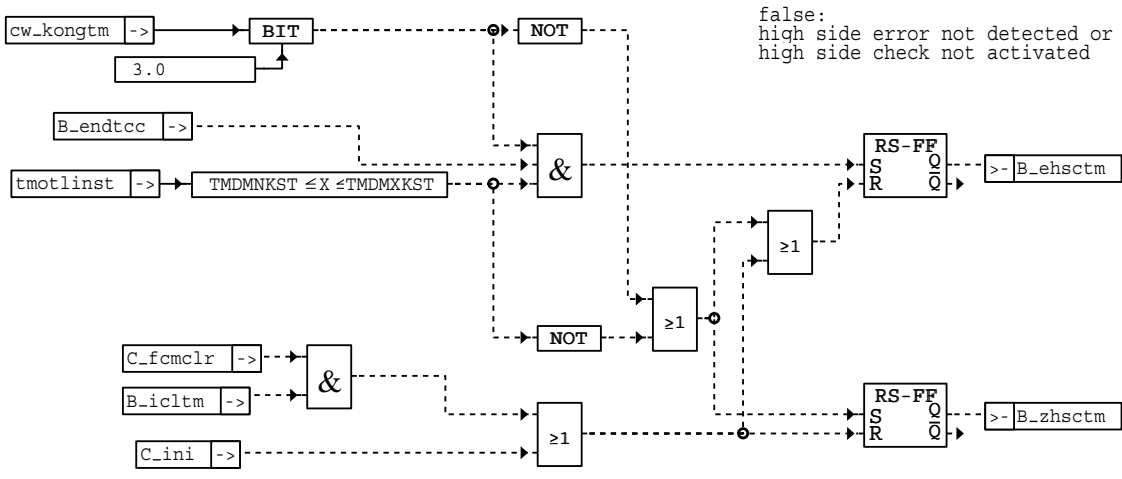 cw_kongtm ->
BIT
NOT
false:
high side error not detected or
high side check not activated
3.0
B_endtcc ->
&
RS-FF
S Q
R Q
>- B_ehsctm
tmotlinst ->
TMDMNKST ≤X ≤TMDMXKST
≥1
≥1
NOT
C_fcmclr ->
&
B_icltm ->
RS-FF
S Q
R Q
>- B_zhsctm
≥1
C_ini ->